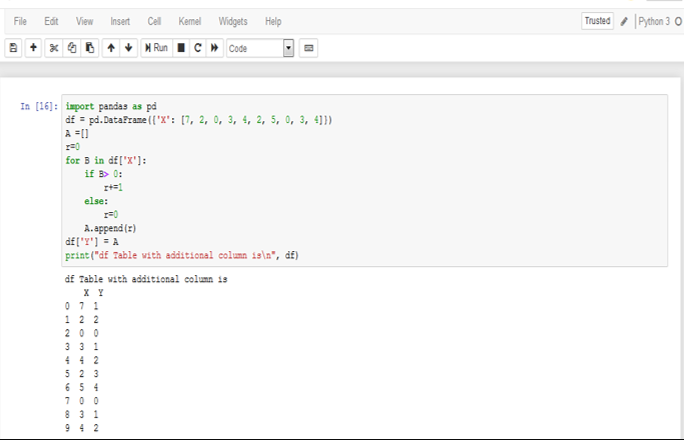 File Edit View Insert Cell Kernel Widgets Help Trusted Python 3
Run Code
In [16]: import pandas as pd
df = pd.DataFrame({'X': [7, 2, 0, 3, 4, 2, 5, 0, 3, 4]})
A =[]
r=0
for B in df['X']:
if B> 0:
r+=1
else:
r=0
A.append(r)
df['Y'] = A
print("df Table with additional column is\n", df)
df Table with additional column is
X Y
0 7 1
1 2 2
2 0 0
3 3 1
4 4 2
5 2 3
6 5 4
7 0 0
8 3 1
9 4 2